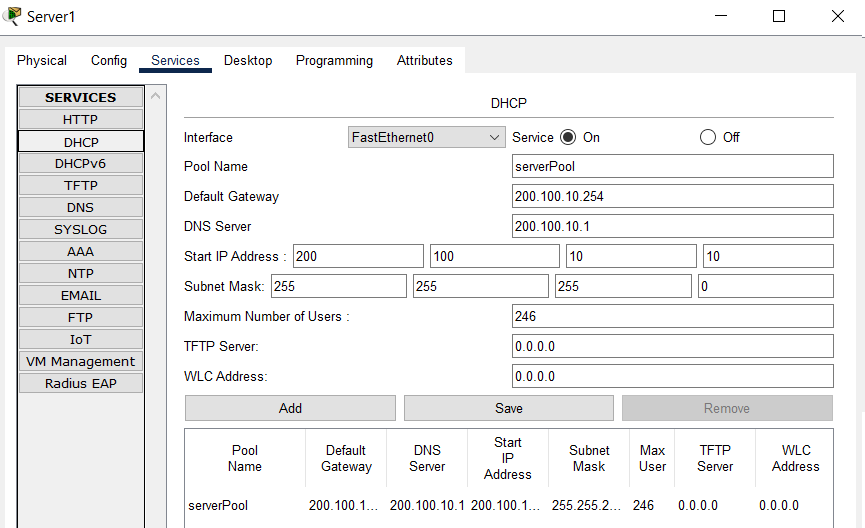 Server1
Physical Config Services Desktop Programming Attributes
SERVICES
HTTP
DHCP
DHCPv6
TFTP
DNS
SYSLOG
AAA
NTP
EMAIL
FTP
IoT
VM Management
Radius EAP
DHCP
Interface FastEthernet0 Service On Off
Pool Name serverPool
Default Gateway 200.100.10.254
DNS Server 200.100.10.1
Start IP Address : 200 100 10 10
Subnet Mask: 255 255 255 0
Maximum Number of Users : 246
TFTP Server: 0.0.0.0
WLC Address: 0.0.0.0
Add Save Remove
Pool Name Default Gateway DNS Server Start IP Address Subnet Mask Max User TFTP Server WLC Address
serverPool 200.100.1... 200.100.10.1 200.100.1... 255.255.2... 246 0.0.0.0 0.0.0.0